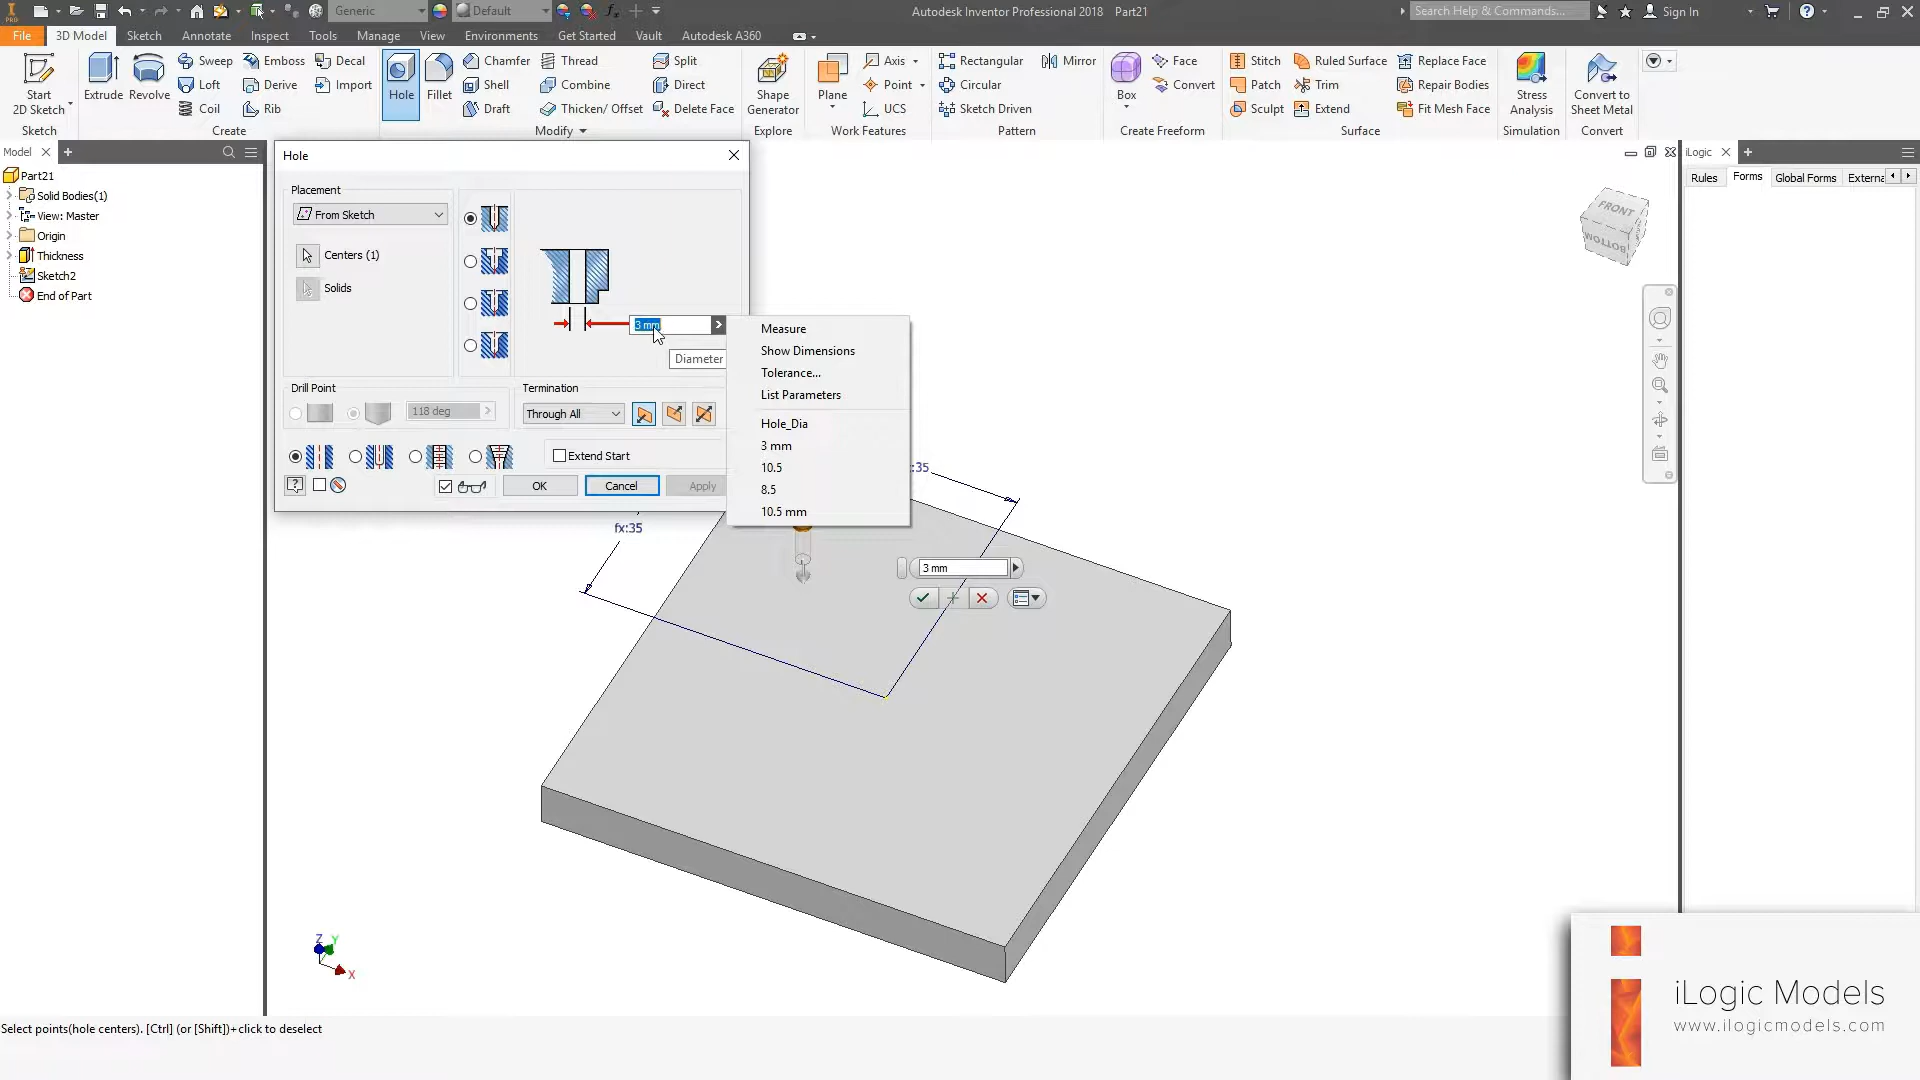 Generic
Default
Autodesk Inventor Professional 2018 Part21
Search Help & Commands...
Sign In
PRO
File
3D Model
Sketch
Annotate
Inspect
Tools
Manage
View
Environments
Get Started
Vault
Autodesk A360
Start
2D Sketch
Sketch
Extrude
Revolve
Sweep
Loft
Coil
Emboss
Derive
Rib
Decal
Import
Create
Hole
Fillet
Chamfer
Shell
Draft
Thread
Combine
Thicken/ Offset
Split
Direct
Delete Face
Modify
Shape
Generator
Explore
Plane
Axis
Point
UCS
Work Features
Rectangular
Circular
Sketch Driven
Mirror
Pattern
Box
Face
Convert
Create Freeform
Stitch
Patch
Sculpt
Ruled Surface
Trim
Extend
Replace Face
Repair Bodies
Fit Mesh Face
Surface
Stress
Analysis
Simulation
Convert to
Sheet Metal
Convert
Model
Part21
Solid Bodies(1)
View: Master
Origin
Thickness
Sketch2
End of Part
Hole
Placement
From Sketch
Centers (1)
Solids
3 mm
Diameter
Drill Point
118 deg
Termination
Through All
Extend Start
OK
Cancel
Apply
Measure
Show Dimensions
Tolerance...
List Parameters
Hole_Dia
3 mm
10.5
8.5
10.5 mm
:35
fx:35
3 mm
FRONT
BOTTOM
iLogic
Rules
Forms
Global Forms
Externa
Z
Y
X
Select points(hole centers). [Ctrl] (or [Shift])+click to deselect
iLogic Models
www.ilogicmodels.com